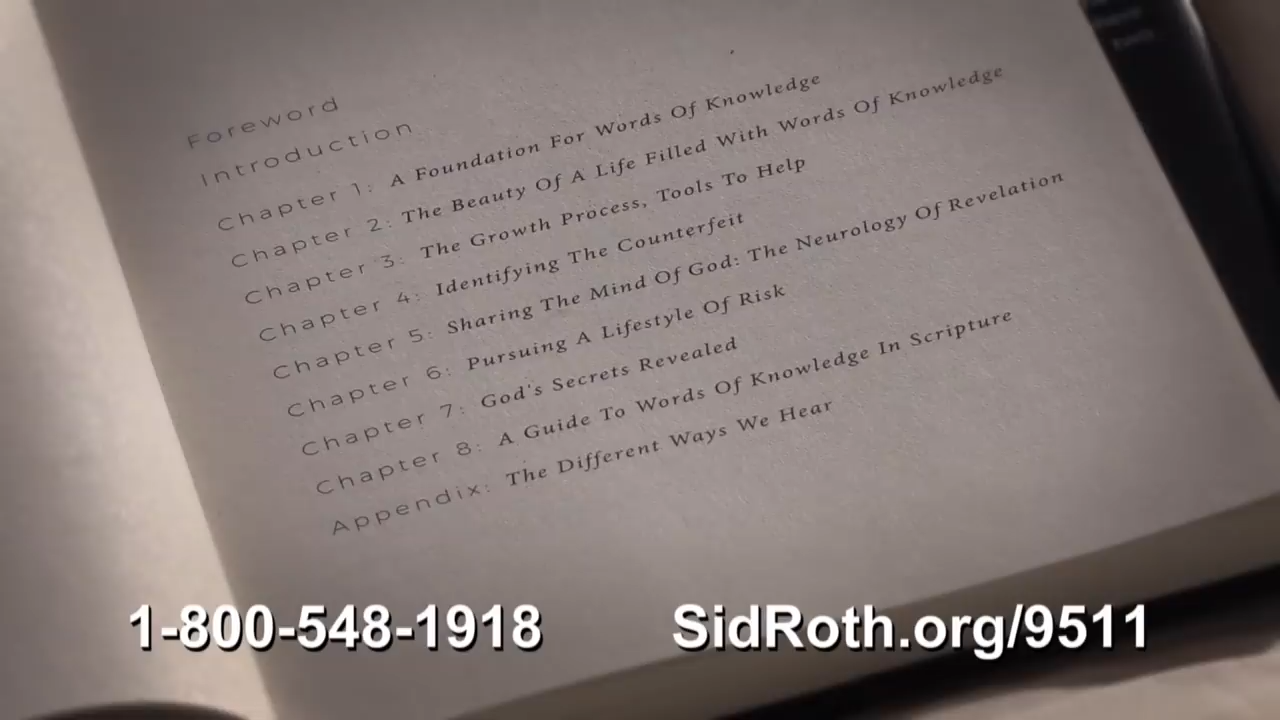 Foreword
Introduction
Chapter 1: A Foundation For Words Of Knowledge
Chapter 2: The Beauty Of A Life Filled With Words Of Knowledge
Chapter 3: The Growth Process, Tools To Help
Chapter 4: Identifying The Counterfeit
Chapter 5: Sharing The Mind Of God: The Neurology Of Revelation
Chapter 6: Pursuing A Lifestyle Of Risk
Chapter 7: God's Secrets Revealed
Chapter 8: A Guide To Words Of Knowledge In Scripture
Appendix: The Different Ways We Hear
1-800-548-1918 SidRoth.org/9511